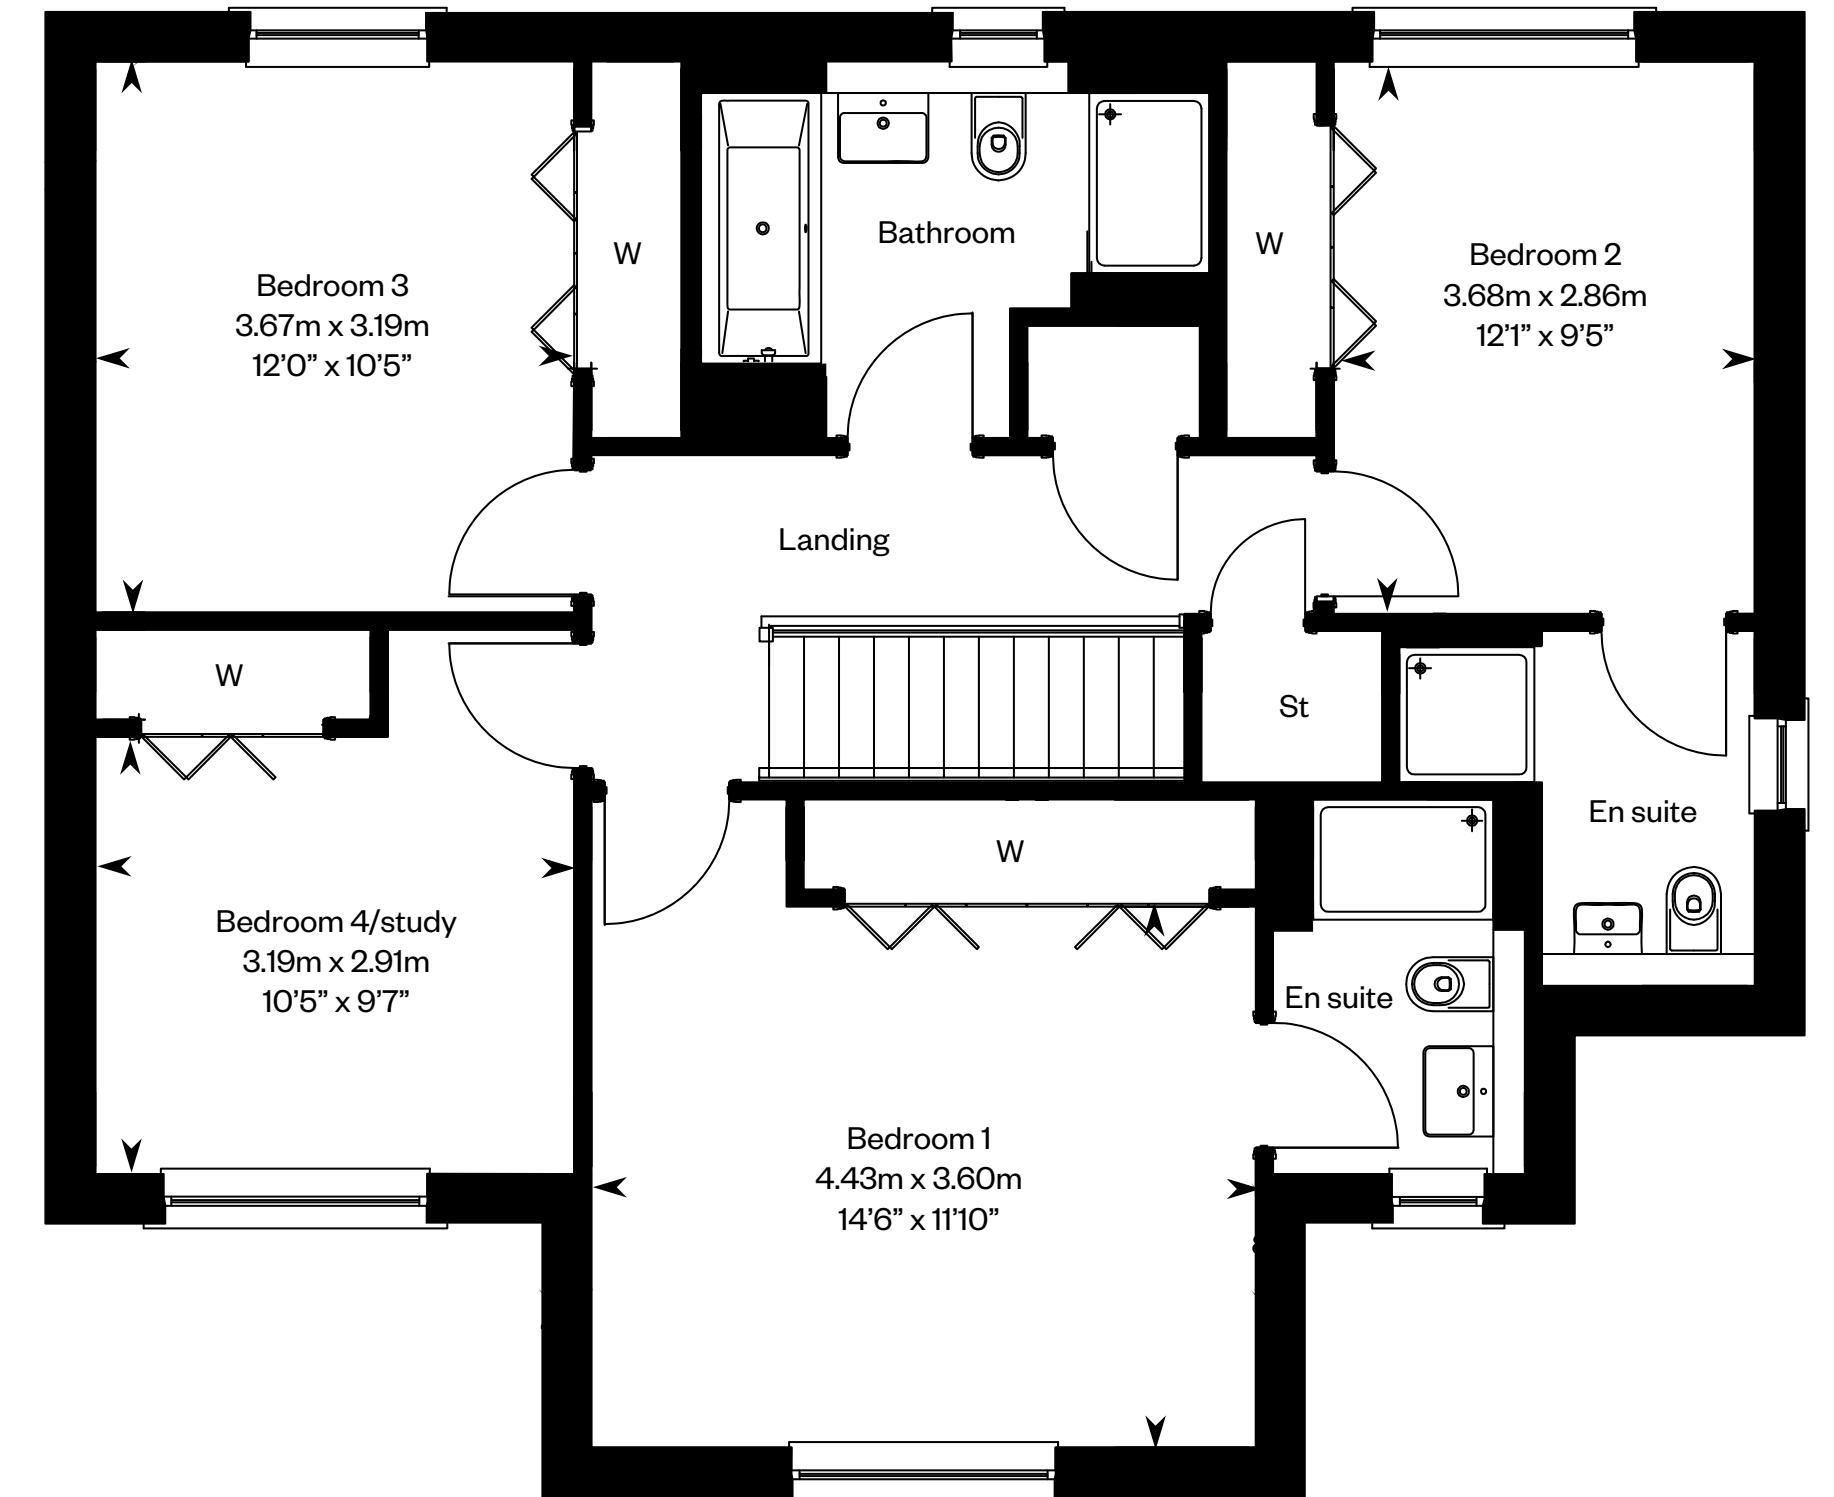 Bathroom
W
W
Bedroom 2
3.68m x 2.86m
12’1” x 9’5”
Bedroom 3
3.67m x 3.19m
12’0” x 10’5”
Landing
W
St
En suite
W
Bedroom 4/study
3.19m x 2.91m
10’5” x 9’7”
En suite
Bedroom 1
4.43m x 3.60m
14’6” x 11’10”